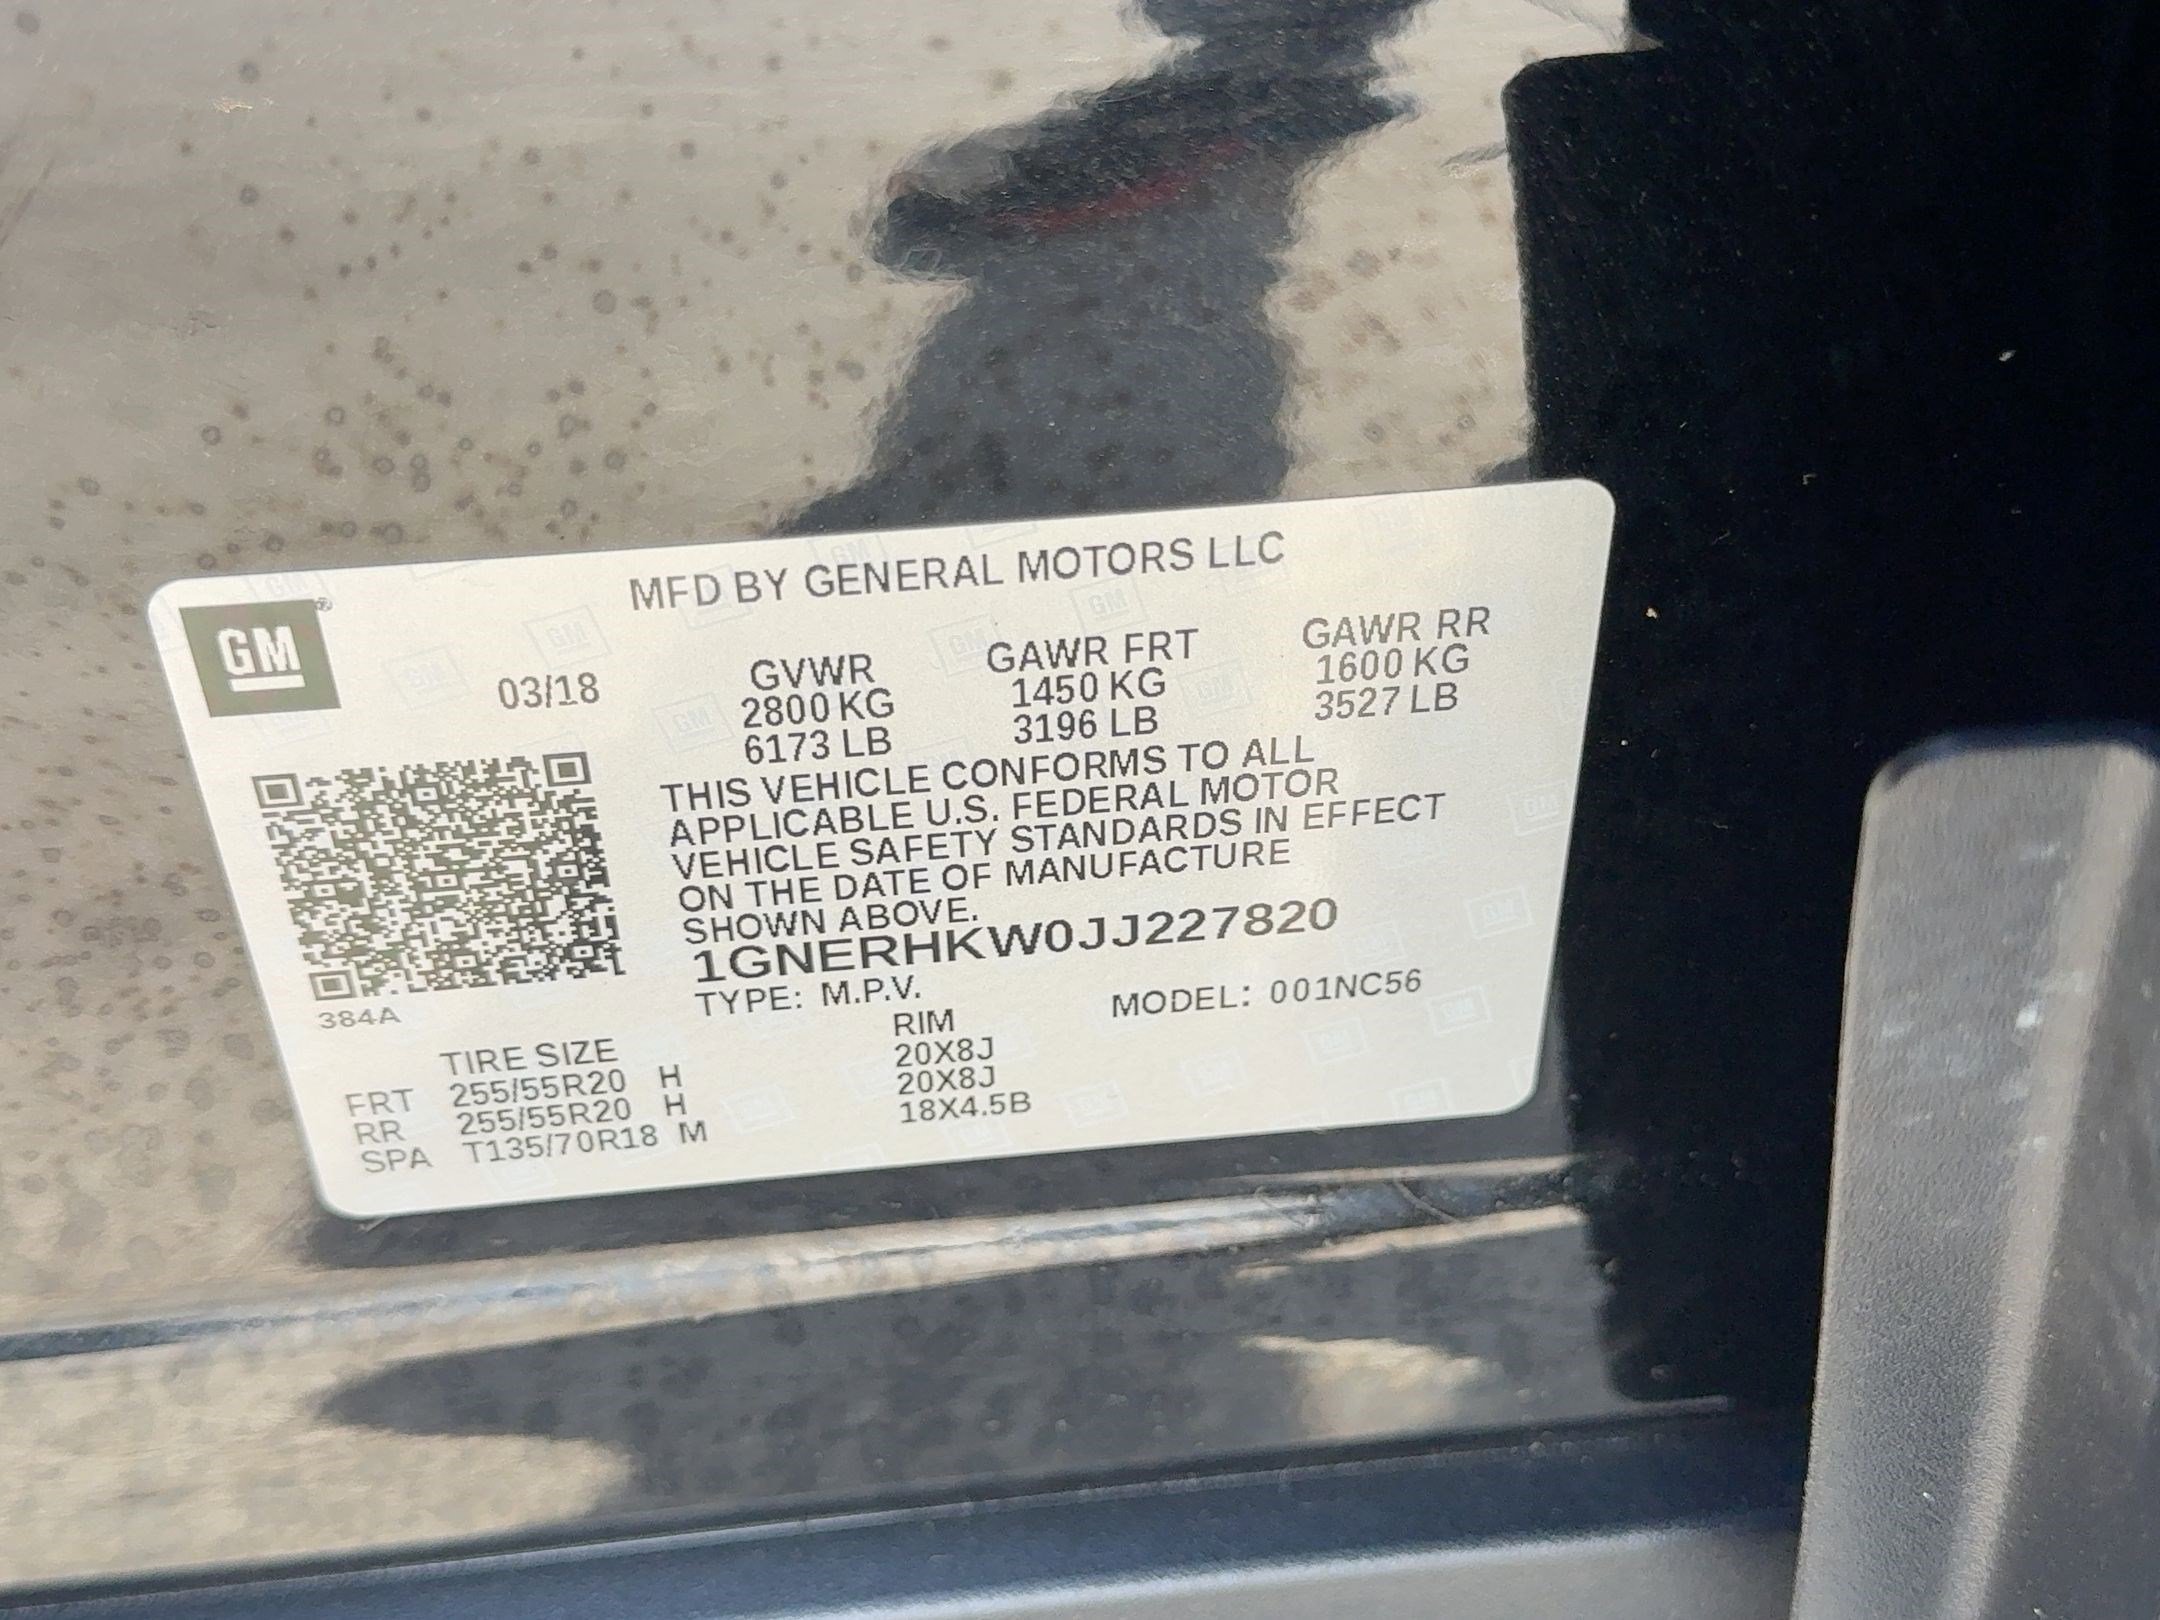 MFD BY GENERAL MOTORS LLC
GM®
03/18
GVWR GAWR FRT GAWR RR
2800 KG 1450 KG 1600 KG
6173 LB 3196 LB 3527 LB
THIS VEHICLE CONFORMS TO ALL
APPLICABLE U.S. FEDERAL MOTOR
VEHICLE SAFETY STANDARDS IN EFFECT
ON THE DATE OF MANUFACTURE
SHOWN ABOVE.
1GNERHKW0JJ227820
TYPE: M.P.V. MODEL: 001NC56
384A
TIRE SIZE RIM
FRT 255/55R20 H 20X8J
RR 255/55R20 H 20X8J
SPA T135/70R18 M 18X4.5B